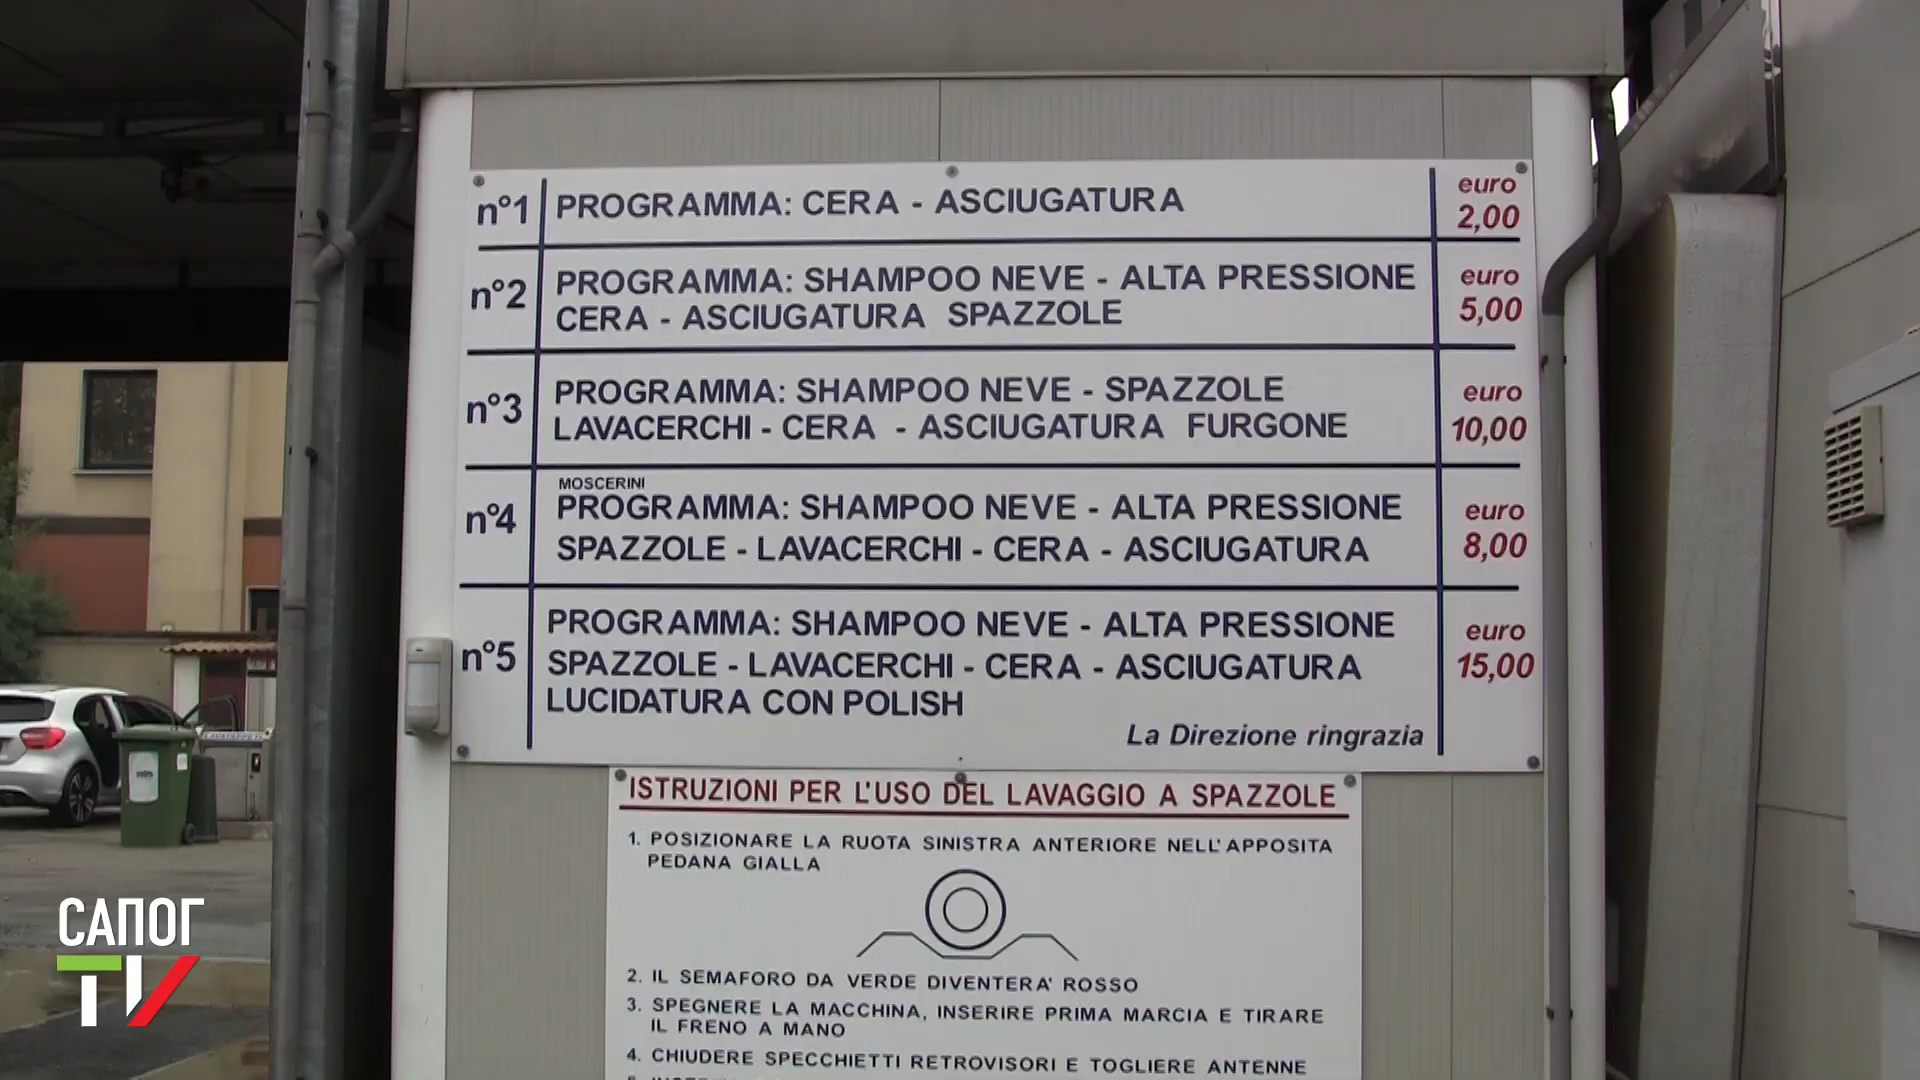 n°1 PROGRAMMA: CERA - ASCIUGATURA
euro
2,00
n°2
PROGRAMMA: SHAMPOO NEVE - ALTA PRESSIONE
CERA - ASCIUGATURA SPAZZOLE
euro
5,00
n°3
PROGRAMMA: SHAMPOO NEVE - SPAZZOLE
LAVACERCHI - CERA - ASCIUGATURA FURGONE
euro
10,00
n°4
MOSCERINI
PROGRAMMA: SHAMPOO NEVE - ALTA PRESSIONE
SPAZZOLE - LAVACERCHI - CERA - ASCIUGATURA
euro
8,00
n°5
PROGRAMMA: SHAMPOO NEVE - ALTA PRESSIONE
SPAZZOLE - LAVACERCHI - CERA - ASCIUGATURA
LUCIDATURA CON POLISH
euro
15,00
La Direzione ringrazia
ISTRUZIONI PER L'USO DEL LAVAGGIO A SPAZZOLE
1. POSIZIONARE LA RUOTA SINISTRA ANTERIORE NELL'APPOSITA
PEDANA GIALLA
2. IL SEMAFORO DA VERDE DIVENTERA' ROSSO
3. SPEGNERE LA MACCHINA, INSERIRE PRIMA MARCIA E TIRARE
IL FRENO A MANO
4. CHIUDERE SPECCHIETTI RETROVISORI E TOGLIERE ANTENNE
САПОГ
TV